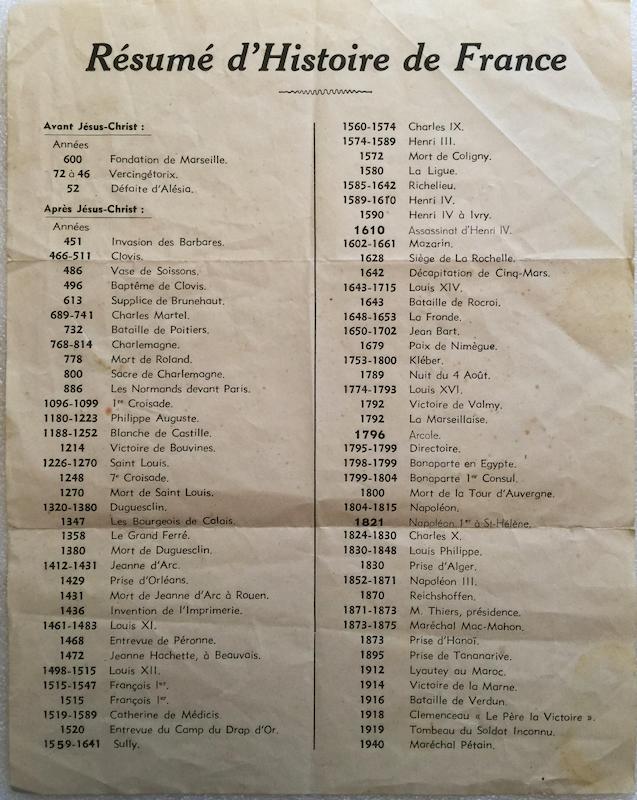 Résumé d'Histoire de France
Avant Jésus-Christ :
Années
600 Fondation de Marseille.
72 à 46 Vercingétorix.
52 Défaite d'Alésia.
Après Jésus-Christ :
Années
451 Invasion des Barbares.
466-511 Clovis.
486 Vase de Soissons.
496 Baptême de Clovis.
613 Supplice de Brunehaut.
689-741 Charles Martel.
732 Bataille de Poitiers.
768-814 Charlemagne.
778 Mort de Roland.
800 Sacre de Charlemagne.
886 Les Normands devant Paris.
1096-1099 1re Croisade.
1180-1223 Philippe Auguste.
1188-1252 Blanche de Castille.
1214 Victoire de Bouvines.
1226-1270 Saint Louis.
1248 7e Croisade.
1270 Mort de Saint Louis.
1320-1380 Duguesclin.
1347 Les Bourgeois de Calais.
1358 Le Grand Ferré.
1380 Mort de Duguesclin.
1412-1431 Jeanne d'Arc.
1429 Prise d'Orléans.
1431 Mort de Jeanne d'Arc à Rouen.
1436 Invention de l'Imprimerie.
1461-1483 Louis XI.
1468 Entrevue de Péronne.
1472 Jeanne Hachette, à Beauvais.
1498-1515 Louis XII.
1515-1547 François 1er.
1515 François 1er.
1519-1589 Catherine de Médicis.
1520 Entrevue du Camp du Drap d'Or.
1559-1641 Sully.
1560-1574 Charles IX.
1574-1589 Henri III.
1572 Mort de Coligny.
1580 La Ligue.
1585-1642 Richelieu.
1589-1610 Henri IV.
1590 Henri IV à Ivry.
1610 Assassinat d'Henri IV.
1602-1661 Mazarin.
1628 Siège de La Rochelle.
1642 Décapitation de Cinq-Mars.
1643-1715 Louis XIV.
1643 Bataille de Rocroi.
1648-1653 La Fronde.
1650-1702 Jean Bart.
1679 Paix de Nimègue.
1753-1800 Kléber.
1789 Nuit du 4 Août.
1774-1793 Louis XVI.
1792 Victoire de Valmy.
1792 La Marseillaise.
1796 Arcole.
1795-1799 Directoire.
1798-1799 Bonaparte en Egypte.
1799-1804 Bonaparte 1er Consul.
1800 Mort de la Tour d'Auvergne.
1804-1815 Napoléon.
1821 Napoléon 1er à St-Hélène.
1824-1830 Charles X.
1830-1848 Louis Philippe.
1830 Prise d'Alger.
1852-1871 Napoléon III.
1870 Reichshoffen.
1871-1873 M. Thiers, présidence.
1873-1875 Maréchal Mac-Mahon.
1873 Prise d'Hanoï.
1895 Prise de Tananarive.
1912 Lyautey au Maroc.
1914 Victoire de la Marne.
1916 Bataille de Verdun.
1918 Clemenceau « Le Père la Victoire ».
1919 Tombeau du Soldat Inconnu.
1940 Maréchal Pétain.